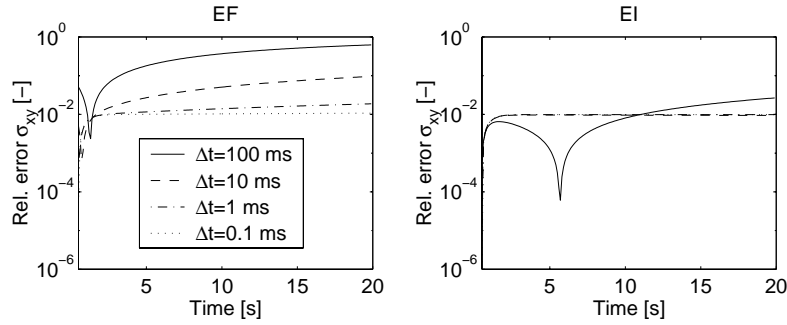 EF
Rel. error σxy [−]
10^0
10^−2
10^−4
10^−6
Δt=100 ms
Δt=10 ms
Δt=1 ms
Δt=0.1 ms
5
10
15
20
Time [s]
EI
Rel. error σxy [−]
10^0
10^−2
10^−4
10^−6
5
10
15
20
Time [s]